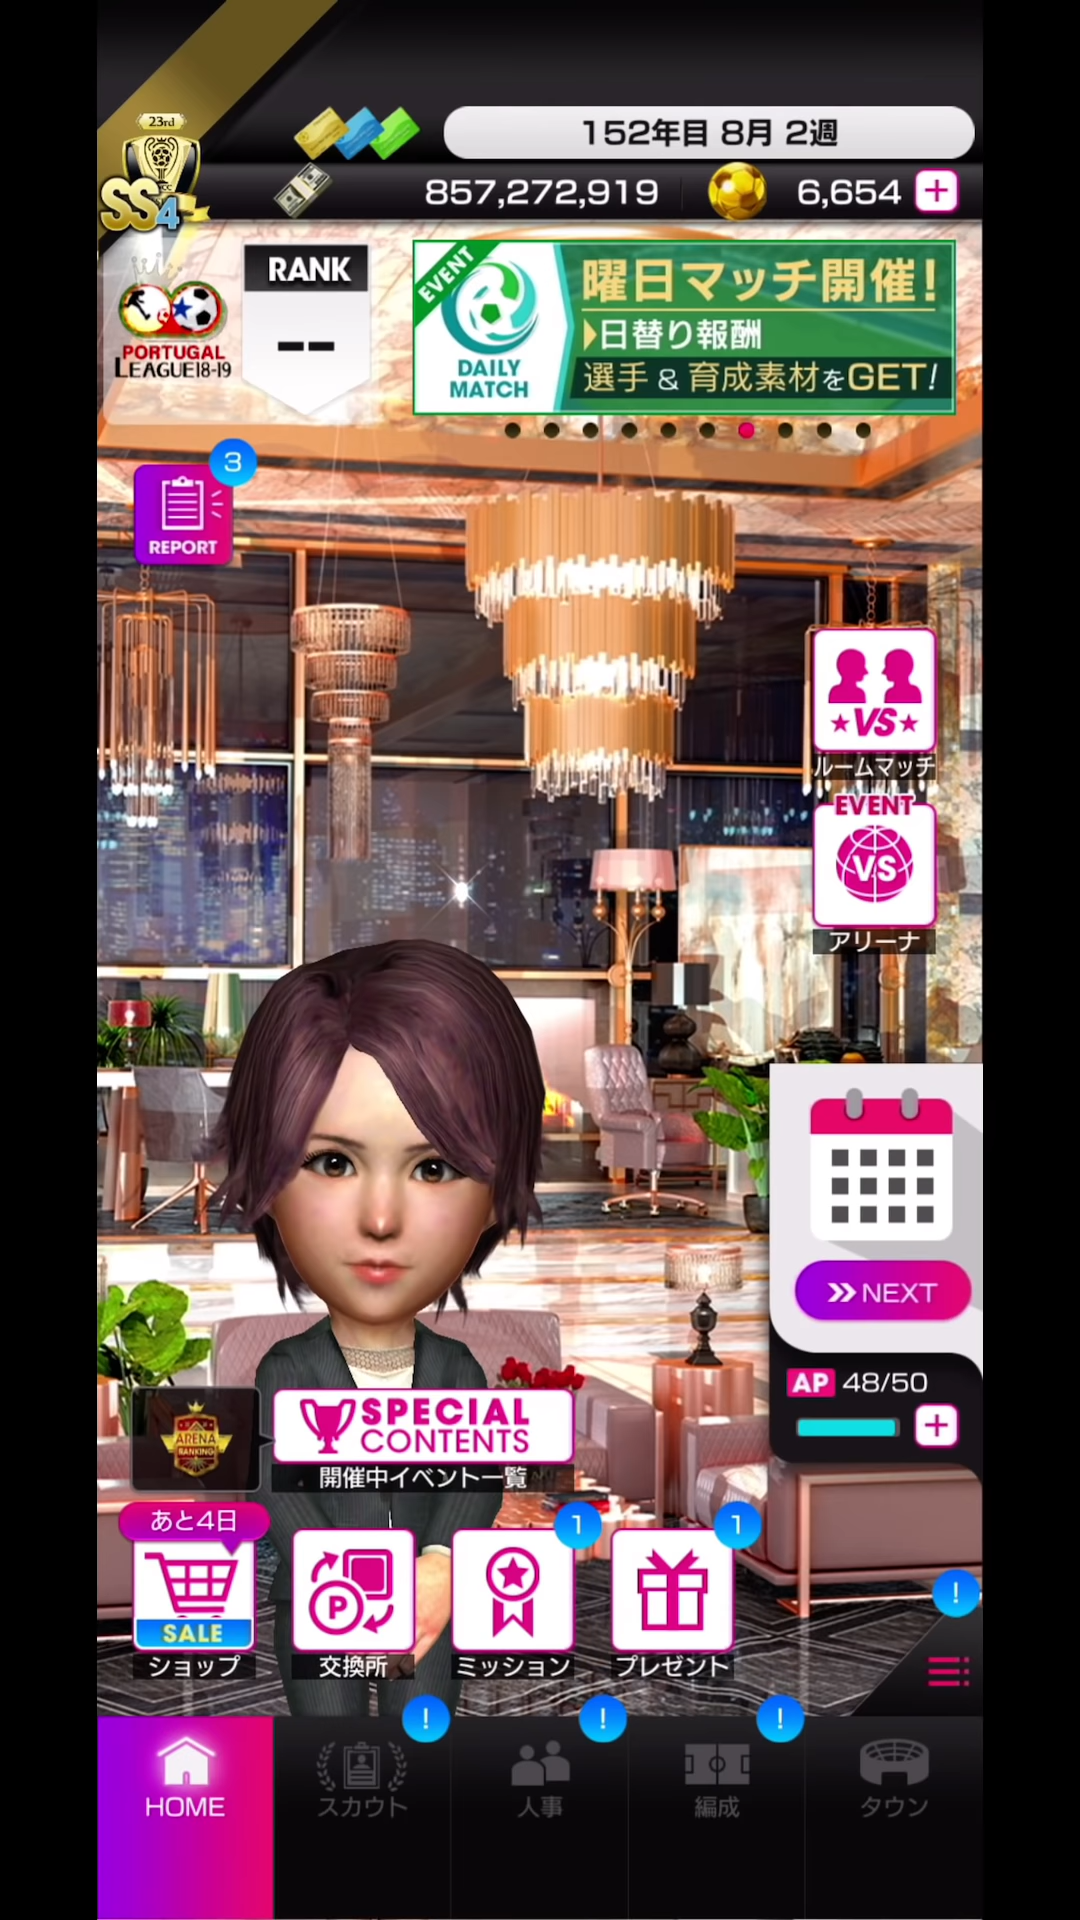 23rd
SS4
152年目 8月 2週
857,272,919
6,654
PORTUGAL
LEAGUE18-19
RANK
--
EVENT
DAILY
MATCH
曜日マッチ開催!
日替り報酬
選手&育成素材をGET!
3
REPORT
VS
ルームマッチ
EVENT
VS
アリーナ
NEXT
AP 48/50
ARENA
RANKING
SPECIAL
CONTENTS
開催中イベント一覧
あと4日
SALE
ショップ
P
交換所
1
ミッション
1
プレゼント
!
HOME
!
スカウト
!
人事
!
編成
タウン